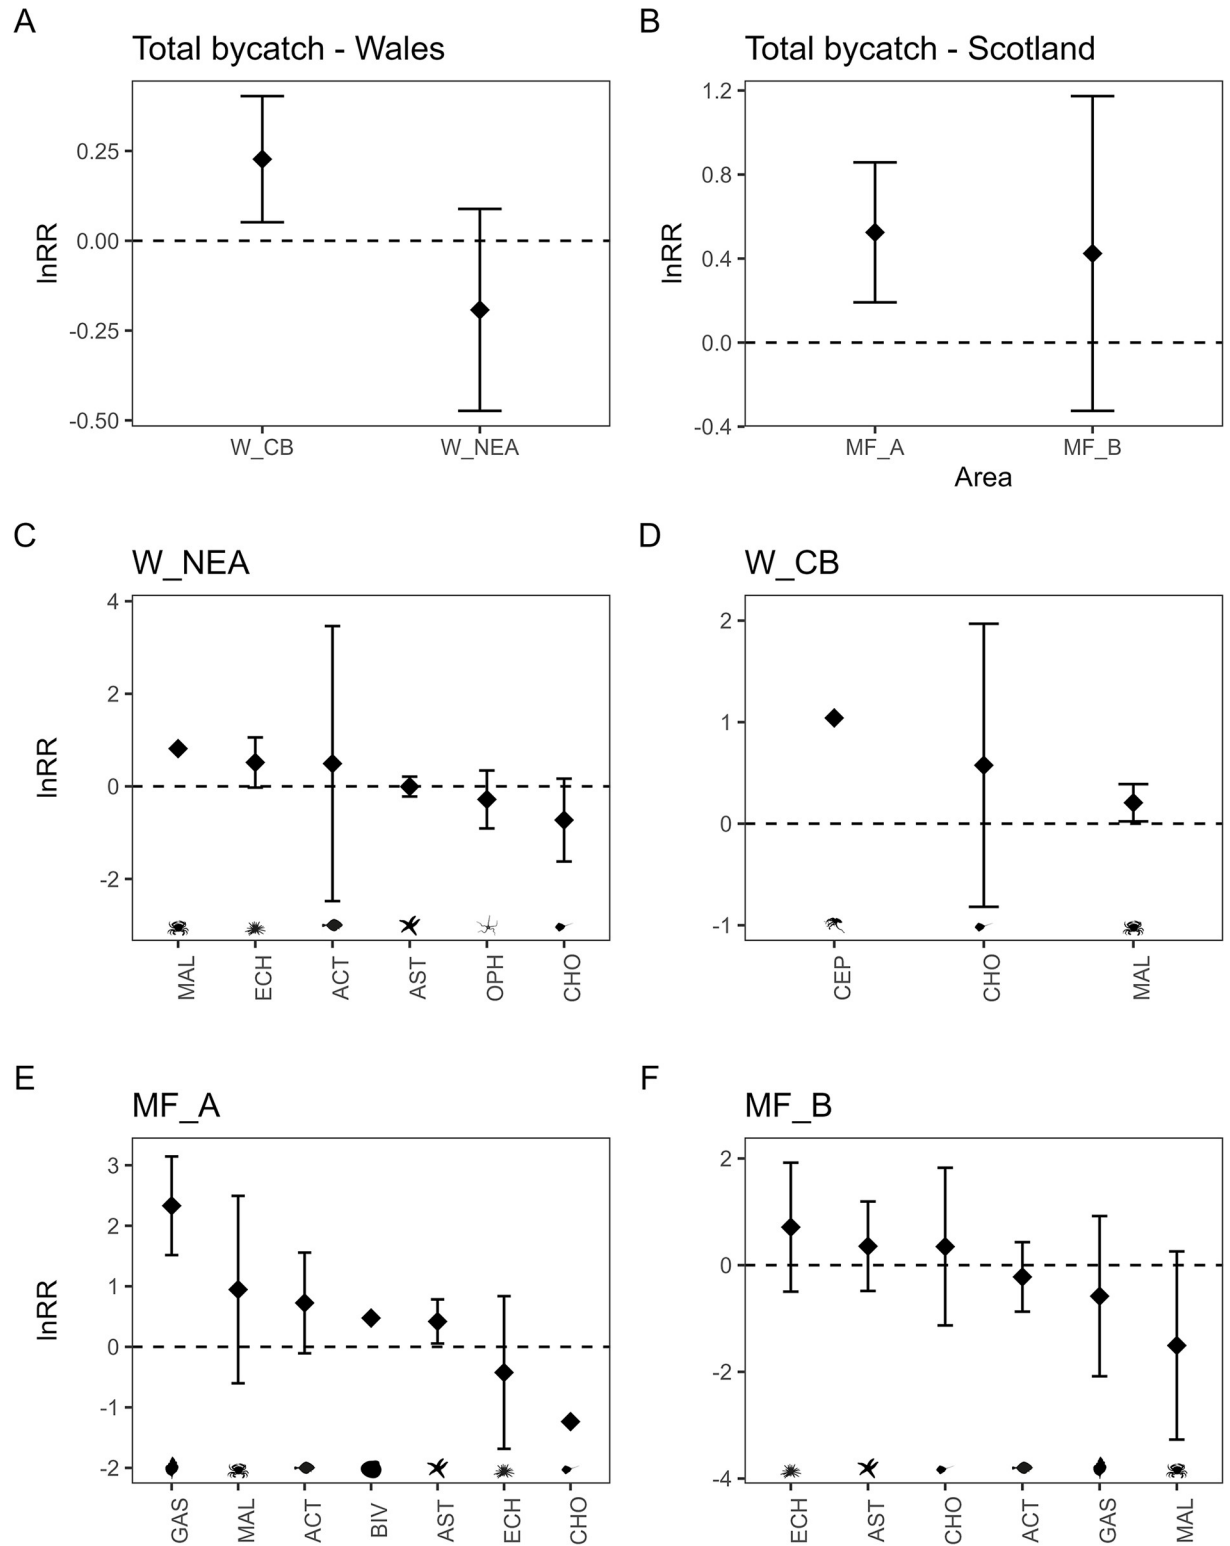 A
Total bycatch - Wales
lnRR
0.25
0.00
-0.25
-0.50
W_CB
W_NEA
B
Total bycatch - Scotland
lnRR
1.2
0.8
0.4
0.0
-0.4
MF_A
MF_B
Area
C
W_NEA
lnRR
4
2
0
-2
MAL
ECH
ACT
AST
OPH
CHO
D
W_CB
2
1
0
-1
CEP
CHO
MAL
E
MF_A
lnRR
3
2
1
0
-1
-2
GAS
MAL
ACT
BIV
AST
ECH
CHO
F
MF_B
2
0
-2
-4
ECH
AST
CHO
ACT
GAS
MAL